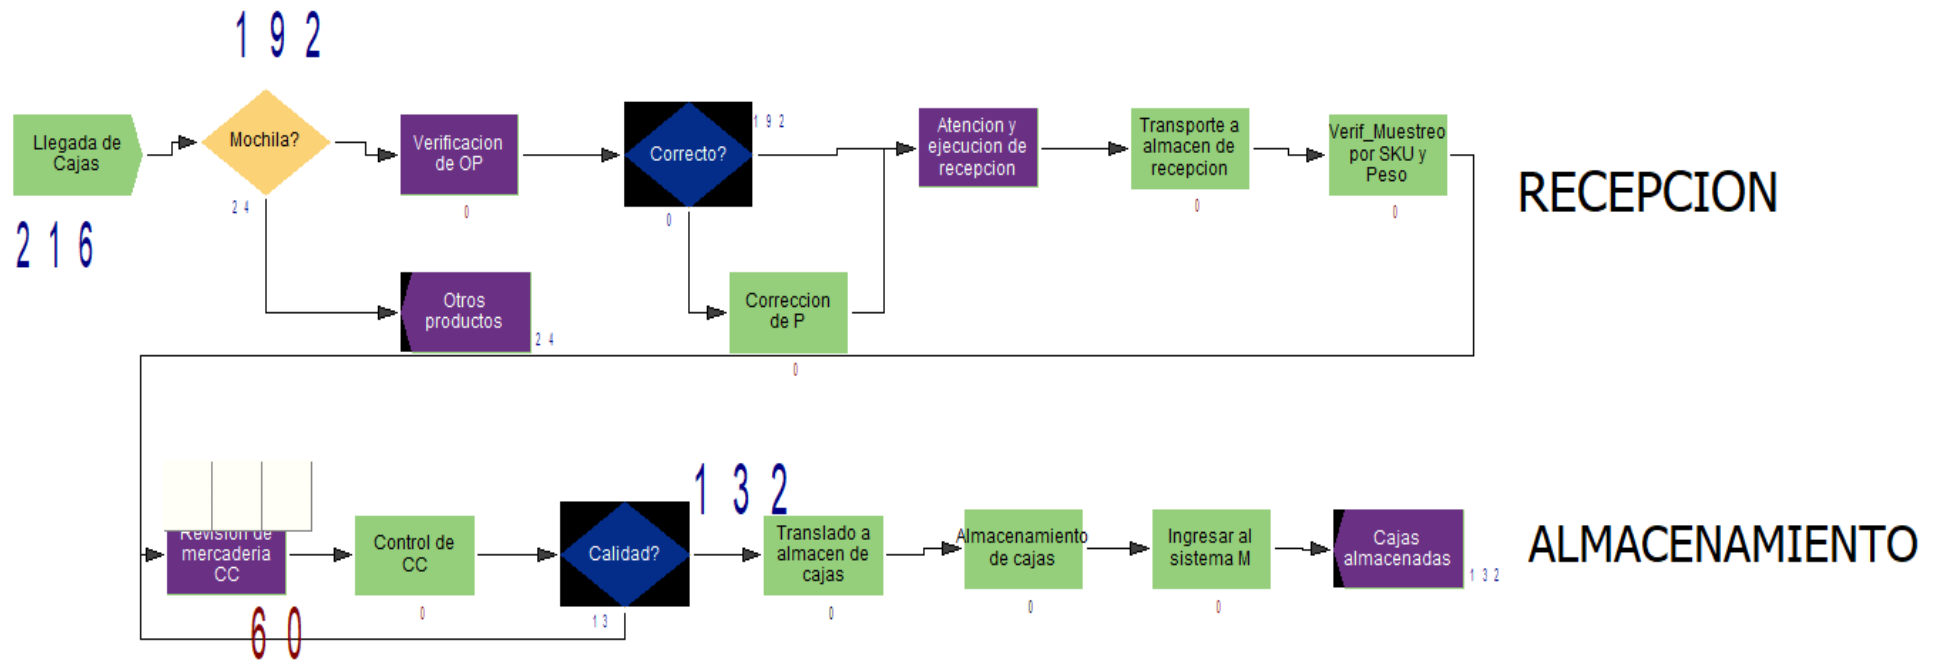 1 9 2
Llegada de
Cajas
Mochila?
Verificacion
de OP
Correcto?
1 9 2
Atencion y
ejecucion de
recepcion
Transporte a
almacen de
recepcion
Verif_Muestreo
por SKU y
Peso
RECEPCION
2 4
0
0
0
0
2 1 6
Otros
productos
2 4
Correccion
de P
0
1 3 2
Revision de
mercaderia
CC
Control de
CC
Calidad?
Translado a
almacen de
cajas
Almacenamiento
de cajas
Ingresar al
sistema M
Cajas
almacenadas
1 3 2
ALMACENAMIENTO
6 0
0
1 3
0
0
0